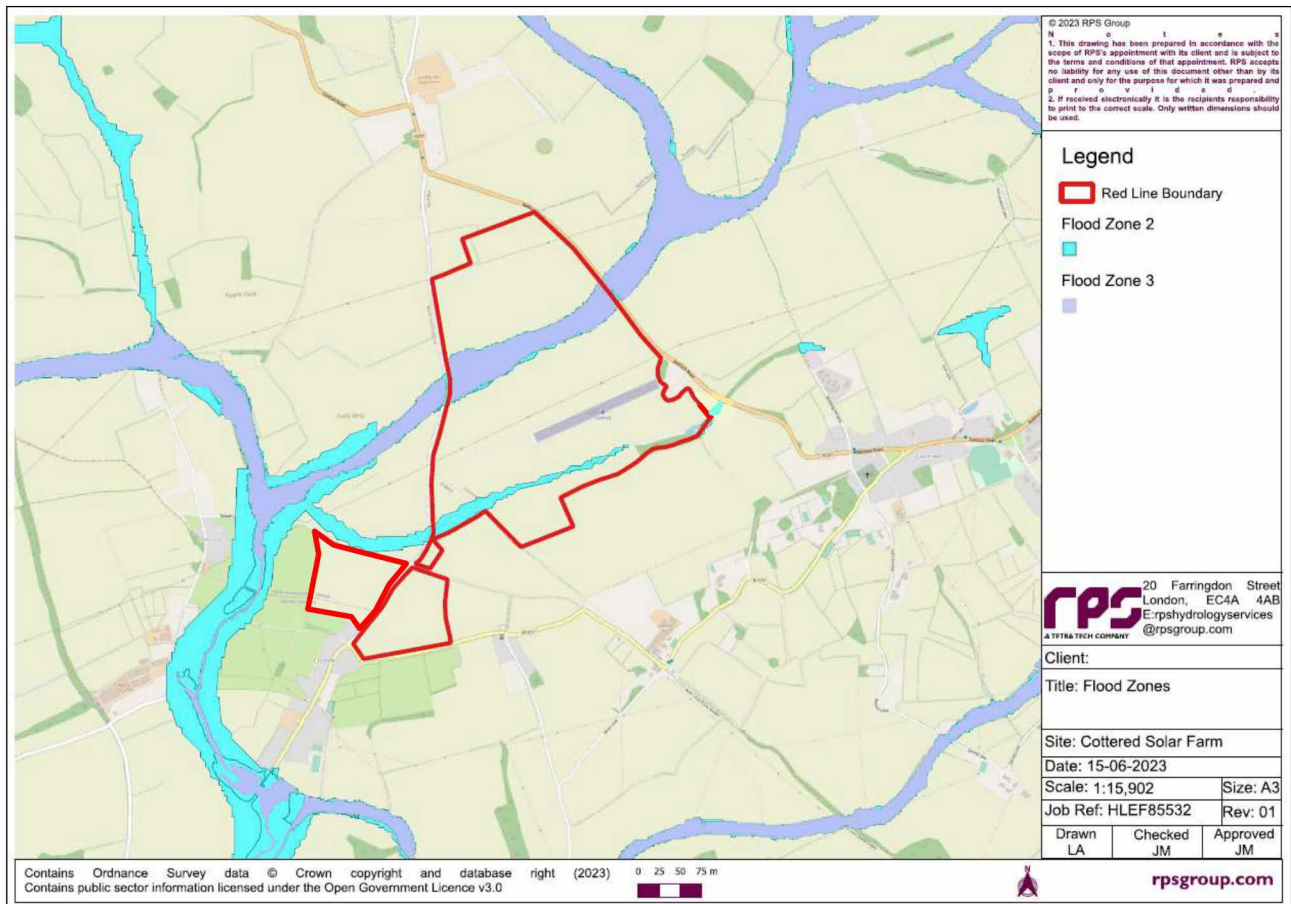 © 2023 RPS Group
N o t e s
1. This drawing has been prepared in accordance with the
scope of RPS's appointment with its client and is subject to
the terms and conditions of that appointment. RPS accepts
no liability for any use of this document other than by its
client and only for the purpose for which it was prepared and
p r o v i d e d .
2. If received electronically it is the recipients responsibility
to print to the correct scale. Only written dimensions should
be used.
Legend
Red Line Boundary
Flood Zone 2
Flood Zone 3
rps
A TETRA TECH COMPANY
20 Farringdon Street
London, EC4A 4AB
E:rpshydrologyservices
@rpsgroup.com
Client:
Title: Flood Zones
Site: Cottered Solar Farm
Date: 15-06-2023
Scale: 1:15,902
Size: A3
Job Ref: HLEF85532
Rev: 01
Drawn
LA
Checked
JM
Approved
JM
Contains Ordnance Survey data © Crown copyright and database right (2023)
Contains public sector information licensed under the Open Government Licence v3.0
0 25 50 75 m
N
rpsgroup.com